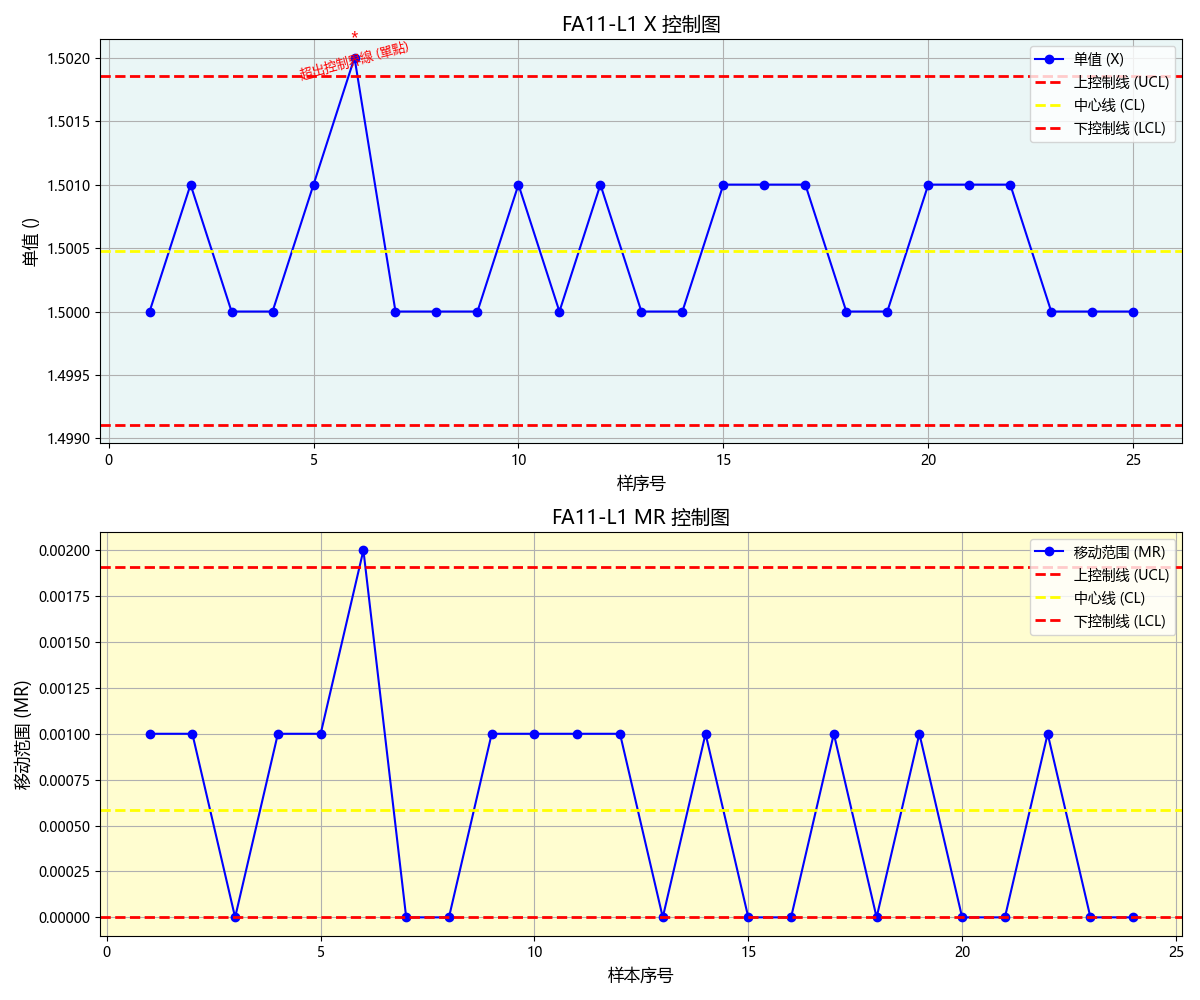 FA11-L1 X 控制图
*
超出控制界線 (單點)
1.5020
1.5015
1.5010
1.5005
1.5000
1.4995
1.4990
单值 ()
单值 (X)
上控制线 (UCL)
中心线 (CL)
下控制线 (LCL)
0 5 10 15 20 25
样序号
FA11-L1 MR 控制图
0.00200
0.00175
0.00150
0.00125
0.00100
0.00075
0.00050
0.00025
0.00000
移动范围 (MR)
移动范围 (MR)
上控制线 (UCL)
中心线 (CL)
下控制线 (LCL)
0 5 10 15 20 25
样本序号